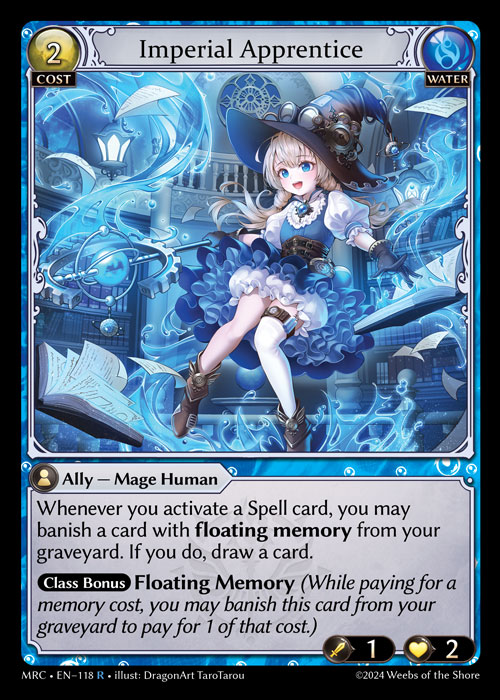 2
Imperial Apprentice
COST
WATER
Ally — Mage Human
Whenever you activate a Spell card, you may
banish a card with floating memory from your
graveyard. If you do, draw a card.
Class Bonus Floating Memory (While paying for a
memory cost, you may banish this card from your
graveyard to pay for 1 of that cost.)
1
2
MRC • EN–118 R • illust: DragonArt TaroTarou
©2024 Weebs of the Shore